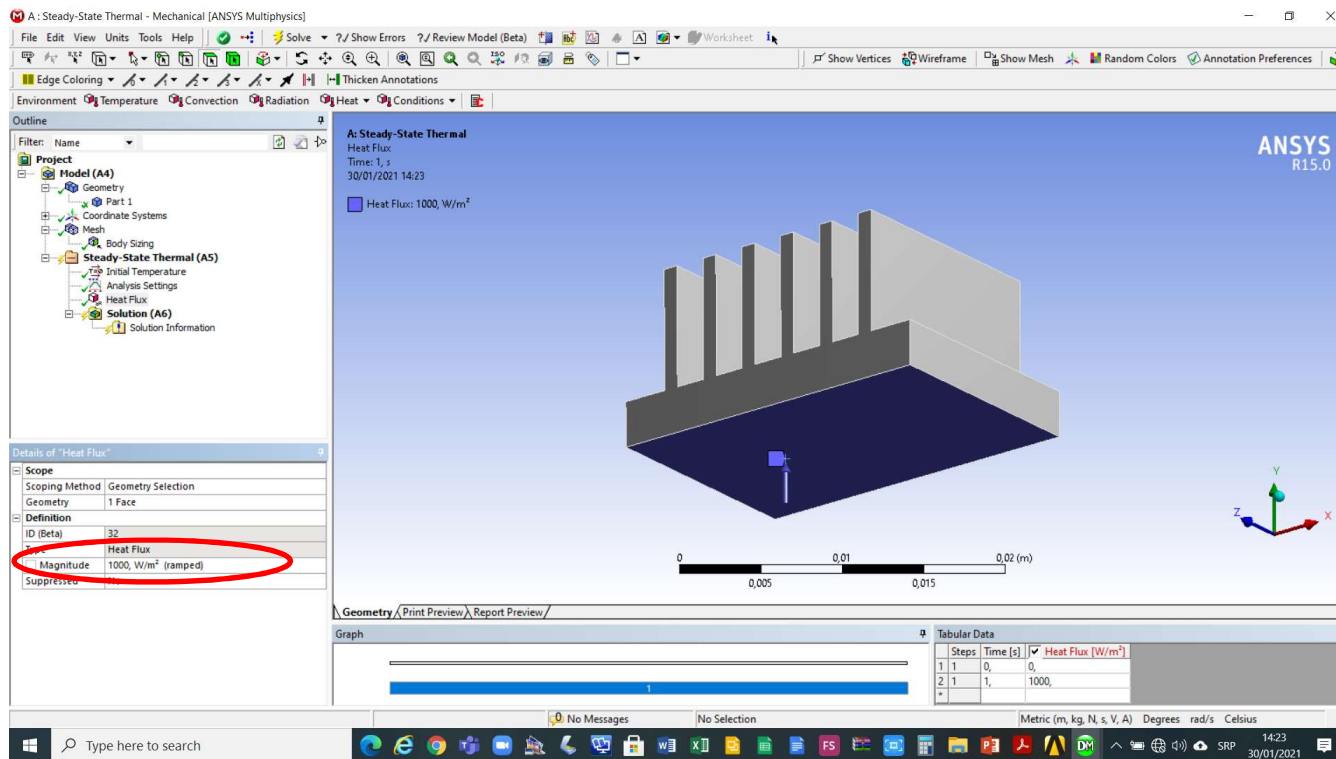 A : Steady-State Thermal - Mechanical [ANSYS Multiphysics]
File Edit View Units Tools Help Solve ?./ Show Errors ?./ Review Model (Beta) Worksheet
Show Vertices Wireframe Show Mesh Random Colors Annotation Preferences
Edge Coloring Thicken Annotations
Environment Temperature Convection Radiation Heat Conditions
Outline
Filter: Name
Project
Model (A4)
Geometry
Part 1
Coordinate Systems
Mesh
Body Sizing
Steady-State Thermal (A5)
Initial Temperature
Analysis Settings
Heat Flux
Solution (A6)
Solution Information
A: Steady-State Thermal
Heat Flux
Time: 1, s
30/01/2021 14:23
Heat Flux: 1000, W/m²
ANSYS
R15.0
Y
Z
X
0 0,01 0,02 (m)
0,005 0,015
Details of "Heat Flux"
Scope
Scoping Method Geometry Selection
Geometry 1 Face
Definition
ID (Beta) 32
Type Heat Flux
Magnitude 1000, W/m² (ramped)
Suppressed
Geometry Print Preview Report Preview
Graph
1
Tabular Data
Steps Time [s] Heat Flux [W/m²]
1 1 0, 0,
2 1 1, 1000,
*
0 No Messages No Selection Metric (m, kg, N, s, V, A) Degrees rad/s Celsius
Type here to search
SRP
14:23
30/01/2021